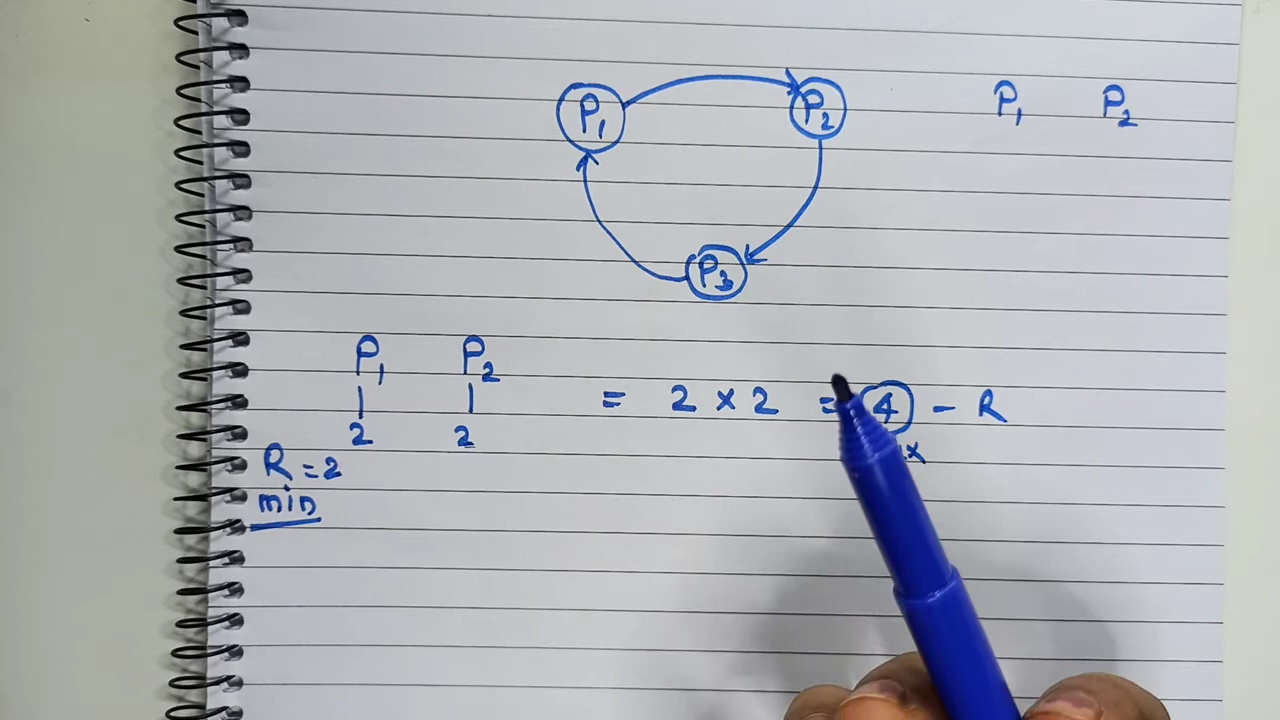 P1 P2 P1 P2
P3
P1 P2
= 2 × 2 = 4 - R
2 2
R = 2
min